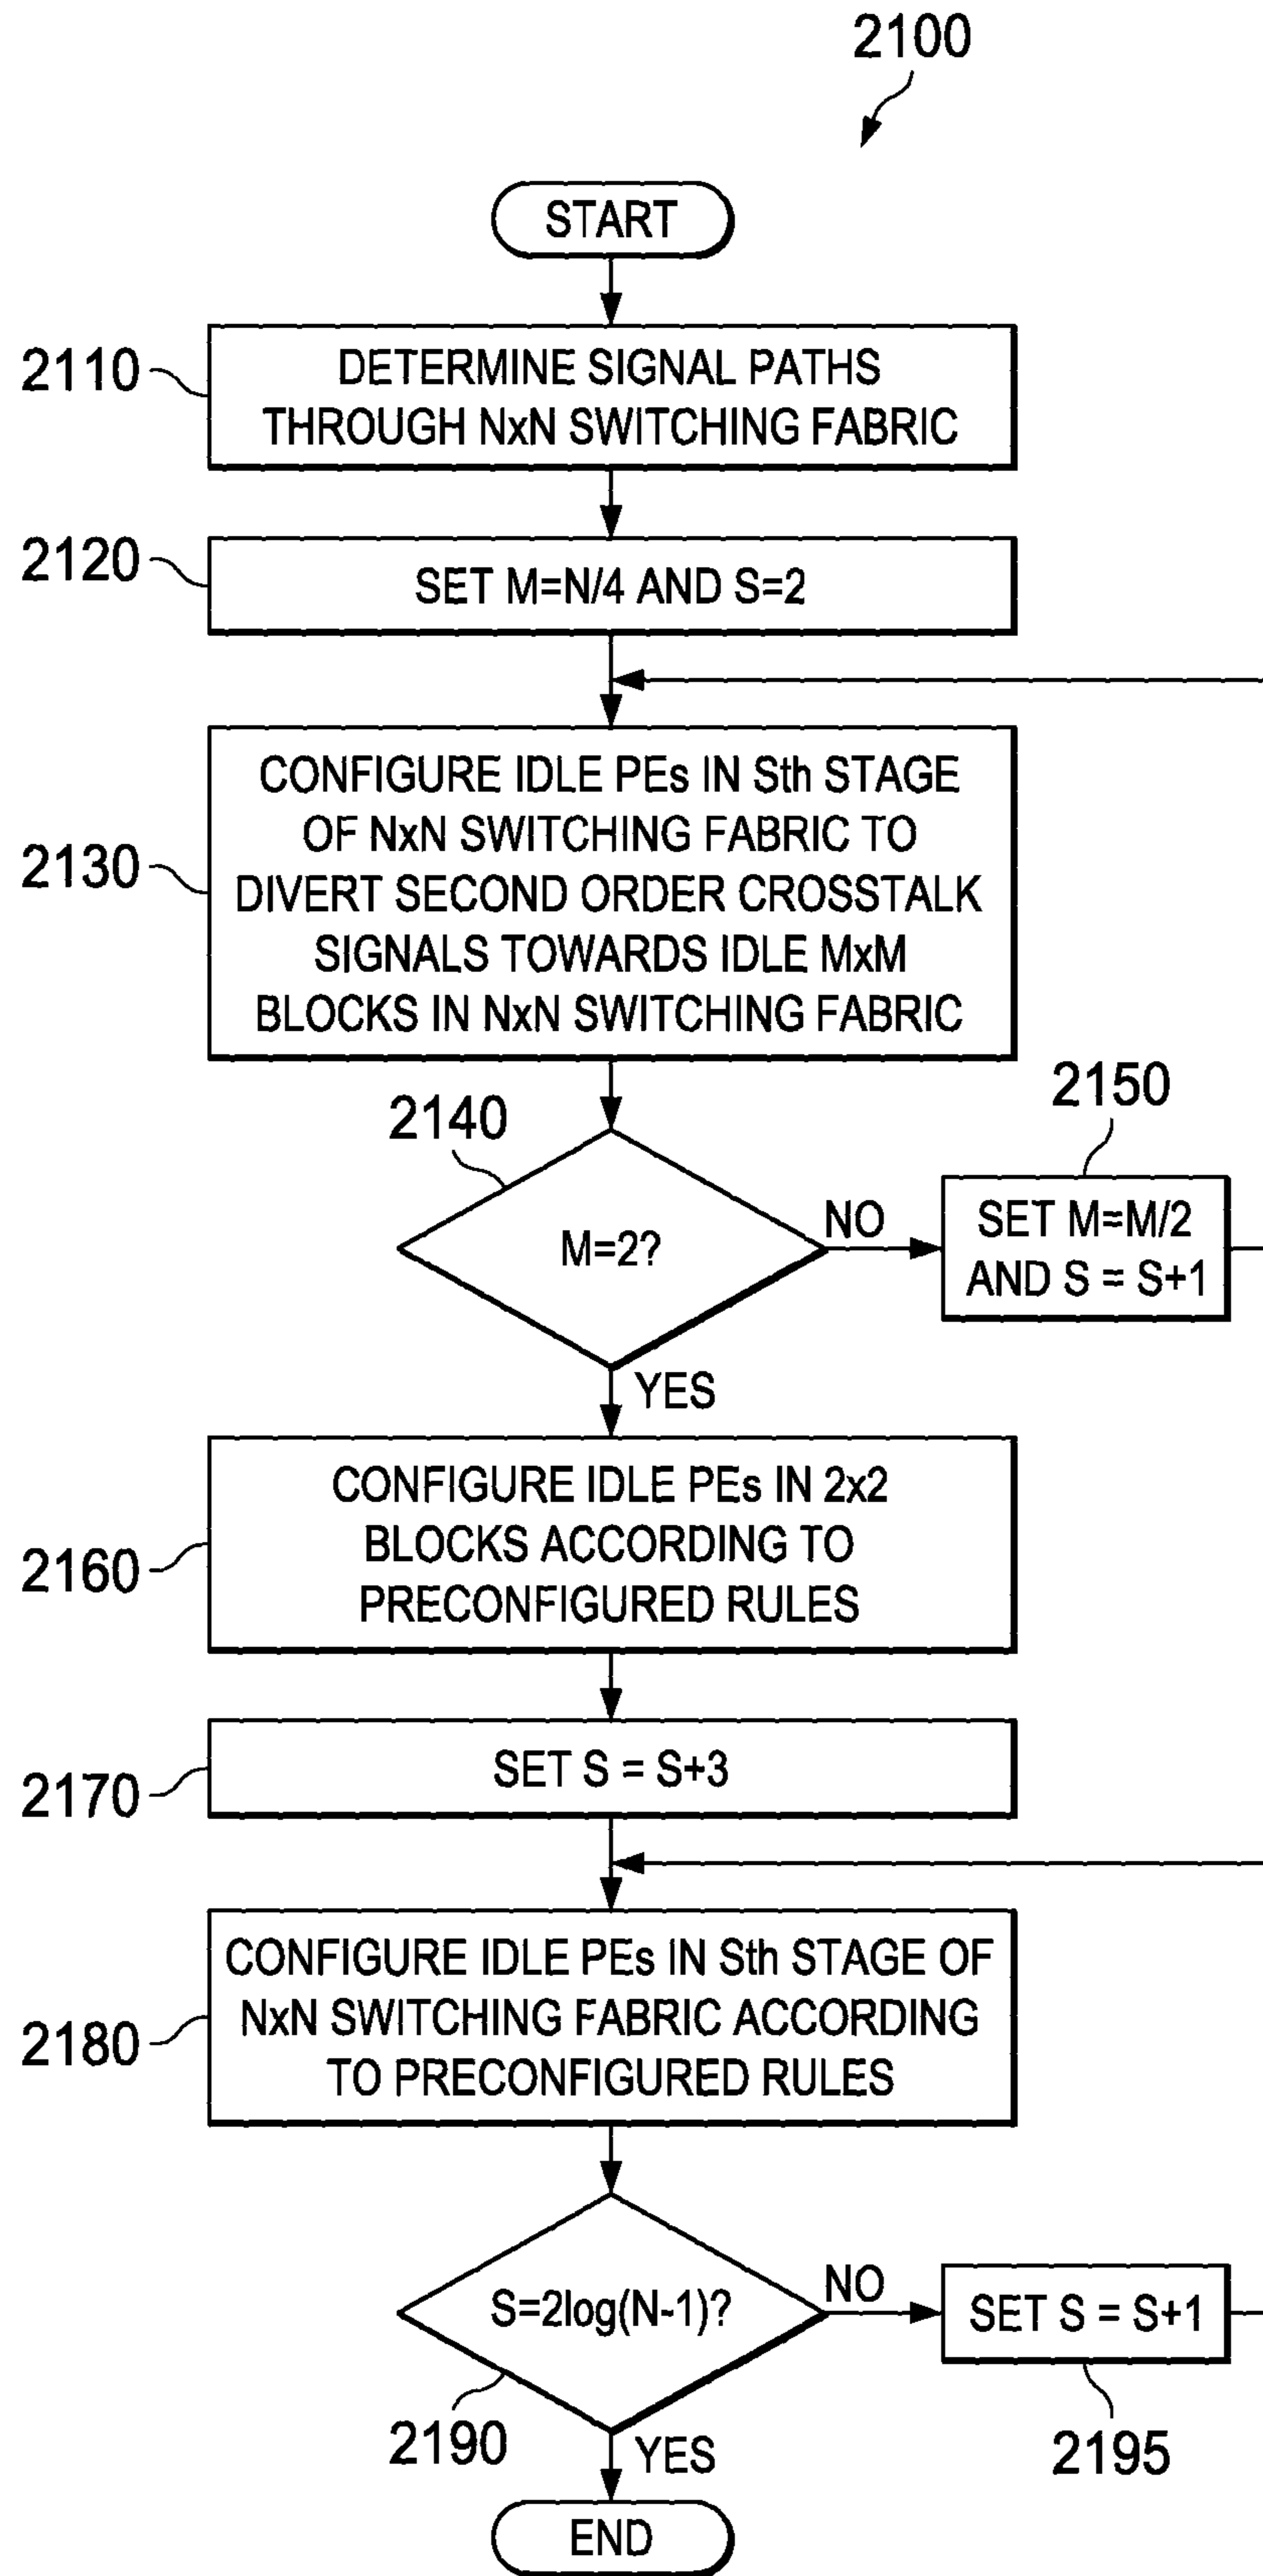 2100
START
2110
DETERMINE SIGNAL PATHS
THROUGH NxN SWITCHING FABRIC
2120
SET M=N/4 AND S=2
2130
CONFIGURE IDLE PEs IN Sth STAGE
OF NxN SWITCHING FABRIC TO
DIVERT SECOND ORDER CROSSTALK
SIGNALS TOWARDS IDLE MxM
BLOCKS IN NxN SWITCHING FABRIC
2140
M=2?
NO
2150
SET M=M/2
AND S = S+1
YES
2160
CONFIGURE IDLE PEs IN 2x2
BLOCKS ACCORDING TO
PRECONFIGURED RULES
2170
SET S = S+3
2180
CONFIGURE IDLE PEs IN Sth STAGE OF
NxN SWITCHING FABRIC ACCORDING
TO PRECONFIGURED RULES
S=2log(N-1)?
NO
SET S = S+1
2190
2195
YES
END